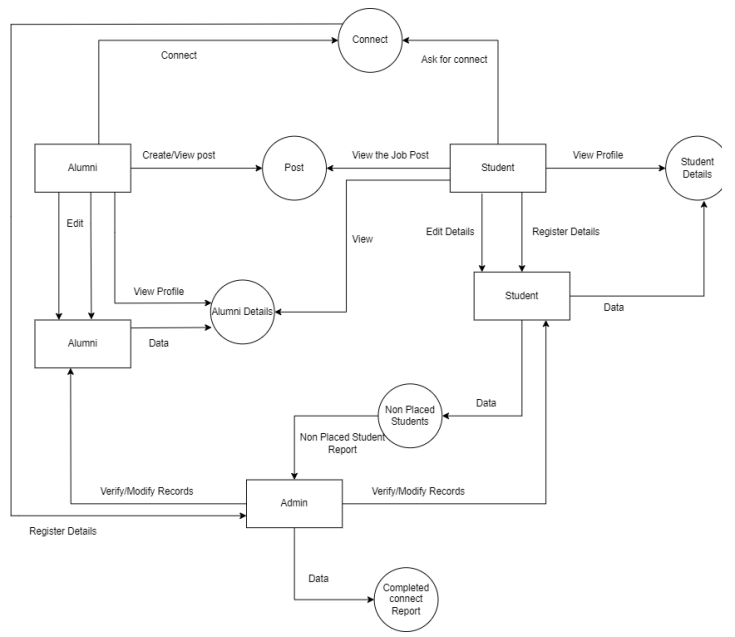 Connect
Connect
Ask for connect
Alumni
Create/View post
Post
View the Job Post
Student
View Profile
Student
Details
Edit
View
Edit Details
Register Details
View Profile
Alumni Details
Student
Data
Alumni
Data
Non Placed
Students
Data
Non Placed Student
Report
Verify/Modify Records
Admin
Verify/Modify Records
Register Details
Data
Completed
connect
Report